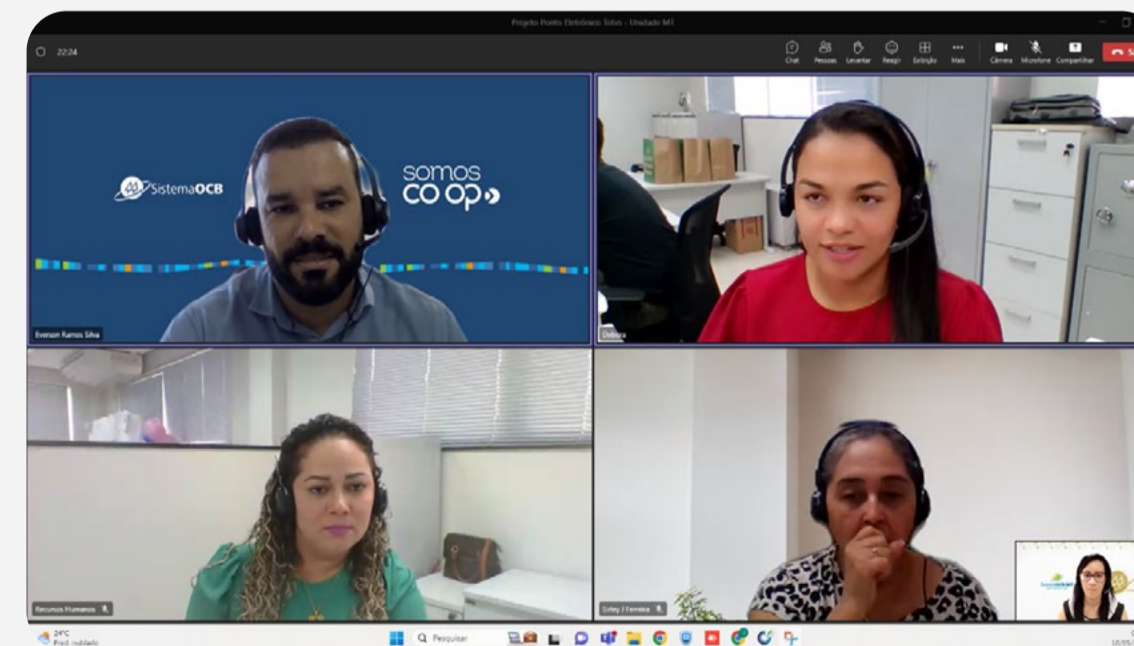 Projeto Ponto Eletrônico Totvs - Unidade MT
22:24
Chat Pessoas Levantar Reagir Exibição Mais Câmera Microfone Compartilhar
SistemaOCB
somos
coop
Everson Ramos Silva
Debora
Recursos Humanos
Sirley J Ferreira
24°C
Pred. nublado
Pesquisar